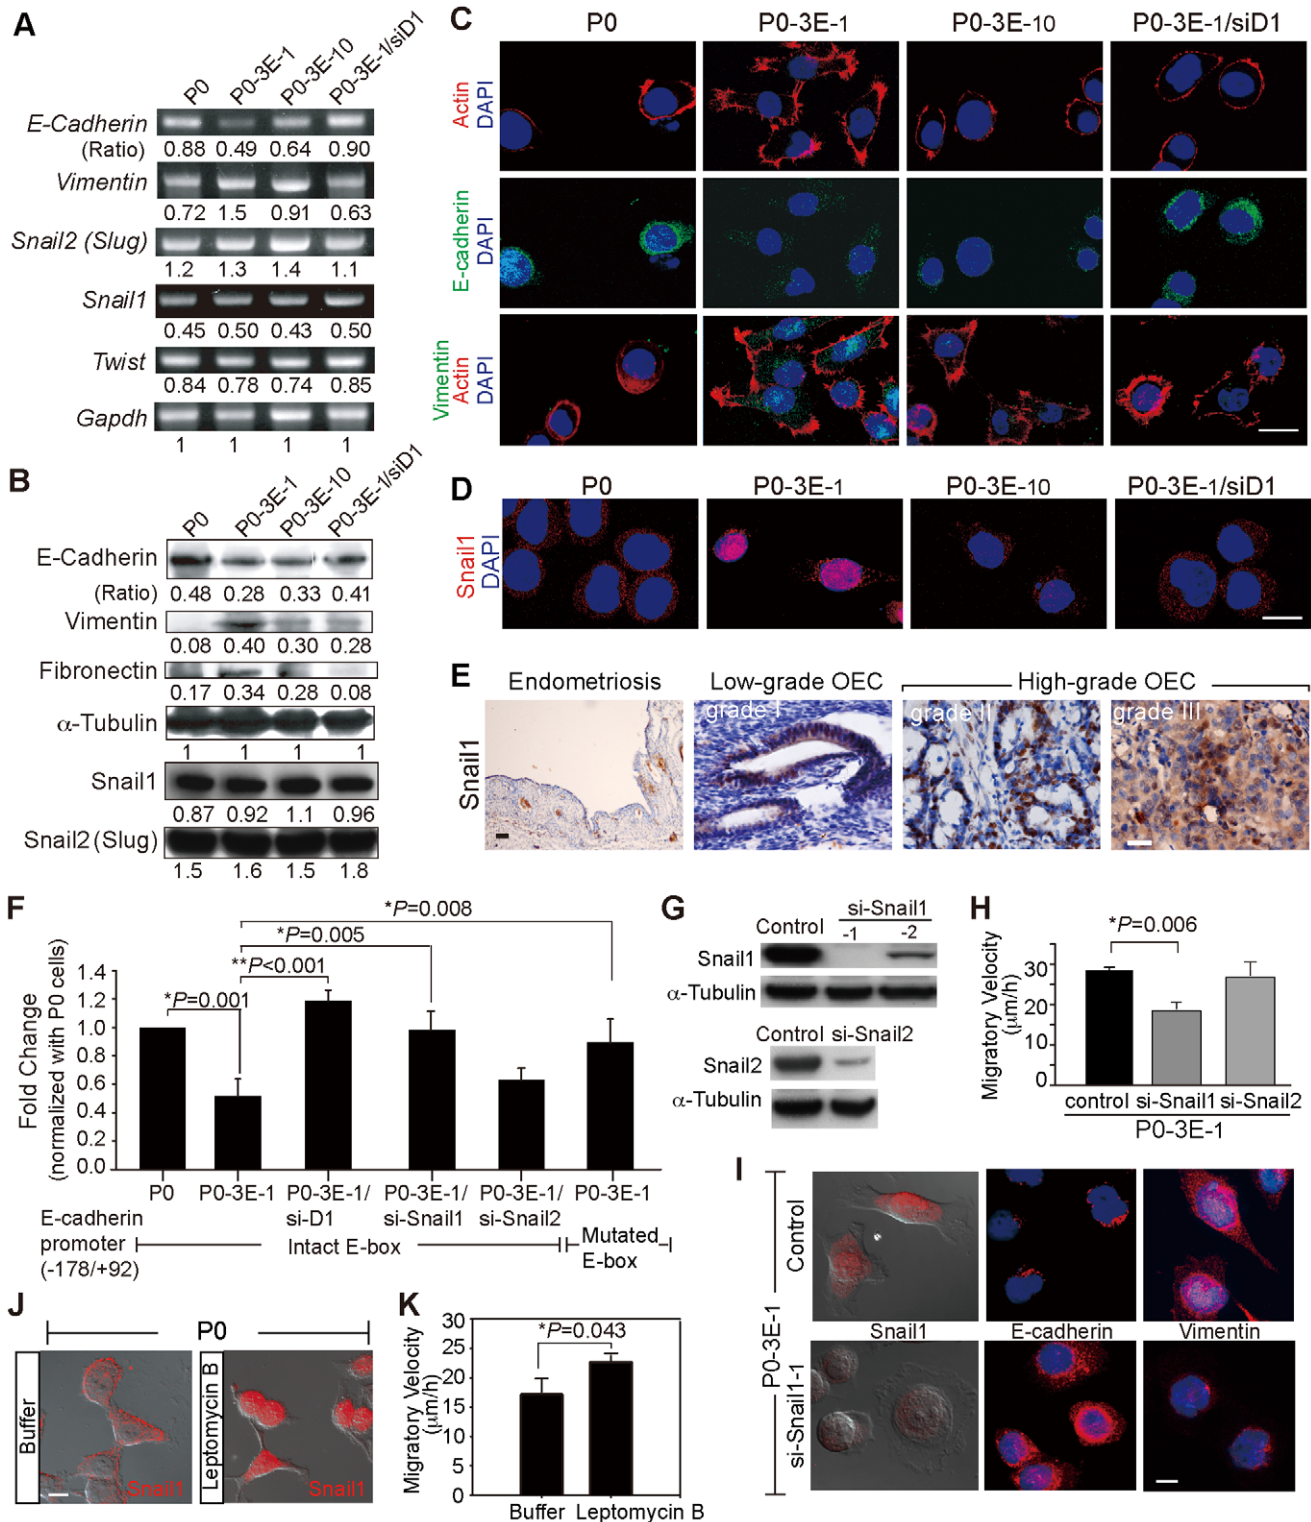 A
P0
P0-3E-1
P0-3E-10
P0-3E-1/siD1
E-Cadherin
(Ratio)
0.88 0.49 0.64 0.90
Vimentin
0.72 1.5 0.91 0.63
Snail2 (Slug)
1.2 1.3 1.4 1.1
Snail1
0.45 0.50 0.43 0.50
Twist
0.84 0.78 0.74 0.85
Gapdh
1 1 1 1
B
P0
P0-3E-1
P0-3E-10
P0-3E-1/siD1
E-Cadherin
(Ratio) 0.48 0.28 0.33 0.41
Vimentin
0.08 0.40 0.30 0.28
Fibronectin
0.17 0.34 0.28 0.08
α-Tubulin
1 1 1 1
Snail1
0.87 0.92 1.1 0.96
Snail2 (Slug)
1.5 1.6 1.5 1.8
C
P0 P0-3E-1 P0-3E-10 P0-3E-1/siD1
Actin
DAPI
E-cadherin
DAPI
Vimentin
Actin
DAPI
D
P0 P0-3E-1 P0-3E-10 P0-3E-1/siD1
Snail1
DAPI
E
Endometriosis Low-grade OEC High-grade OEC
grade I grade II grade III
Snail1
F
*P=0.008
*P=0.005
**P<0.001
*P=0.001
Fold Change
(normalized with P0 cells)
1.4
1.2
1.0
0.8
0.6
0.4
0.2
0.0
P0 P0-3E-1 P0-3E-1/ P0-3E-1/ P0-3E-1/ P0-3E-1
si-D1 si-Snail1 si-Snail2
E-cadherin
promoter
(-178/+92)
Intact E-box
Mutated
E-box
G
si-Snail1
Control -1 -2
Snail1
α-Tubulin
Control si-Snail2
Snail2
α-Tubulin
H
*P=0.006
Migratory Velocity
(μm/h)
30
20
10
0
control si-Snail1 si-Snail2
P0-3E-1
I
P0-3E-1
Control
Snail1 E-cadherin Vimentin
si-Snail1-1
J
P0
Buffer
Snail1
Leptomycin B
Snail1
K
*P=0.043
Migratory Velocity
(μm/h)
30
25
20
15
10
5
0
Buffer Leptomycin B